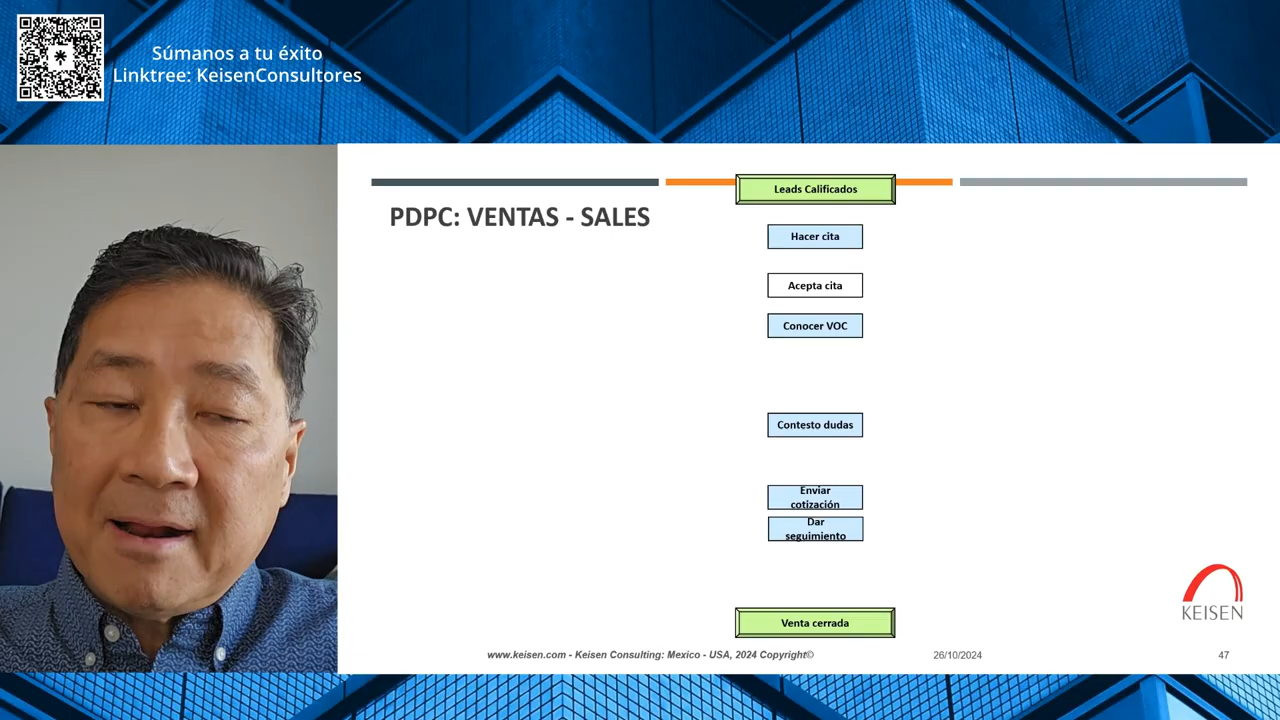 Súmanos a tu éxito
Linktree: KeisenConsultores
Leads Calificados
PDPC: VENTAS - SALES
Hacer cita
Acepta cita
Conocer VOC
Contesto dudas
Enviar
cotización
Dar
seguimiento
Venta cerrada
KEISEN
www.keisen.com - Keisen Consulting: Mexico - USA, 2024 Copyright©
26/10/2024
47